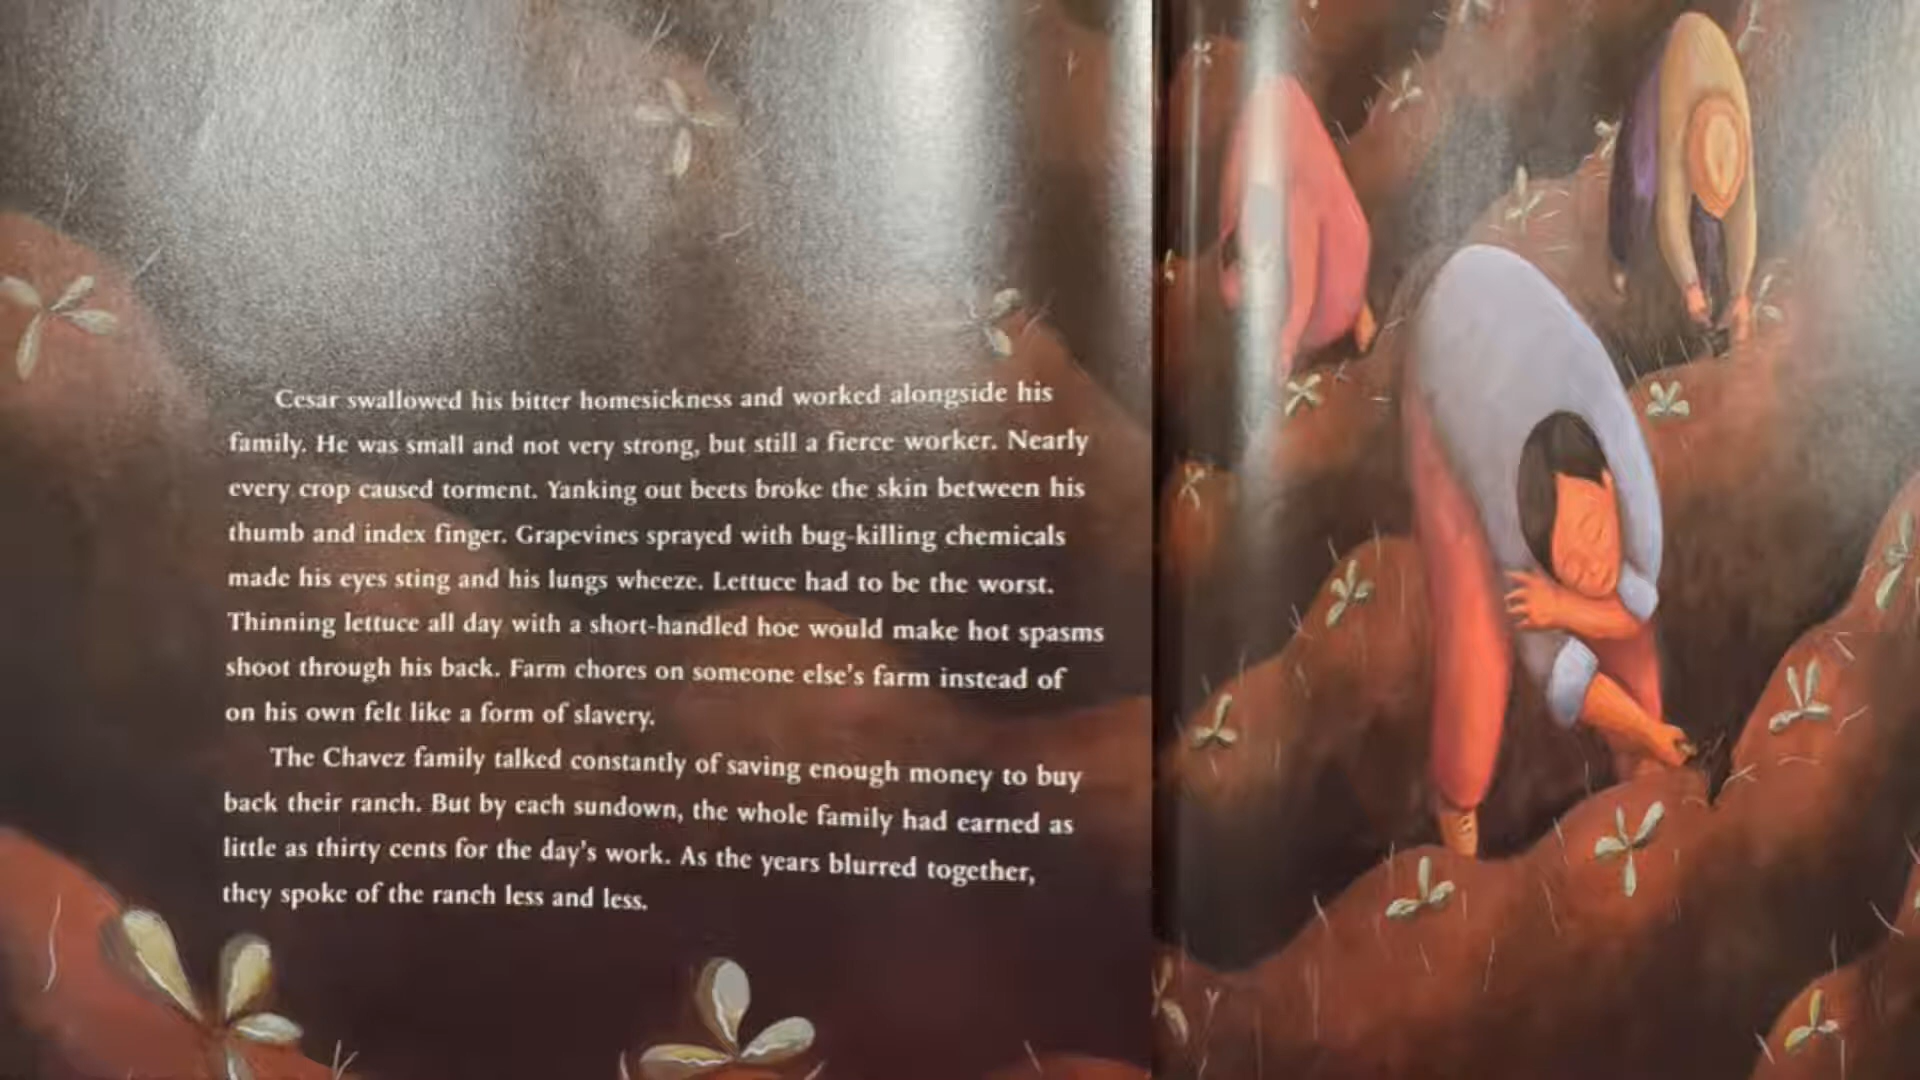 Cesar swallowed his bitter homesickness and worked alongside his
family. He was small and not very strong, but still a fierce worker. Nearly
every crop caused torment. Yanking out beets broke the skin between his
thumb and index finger. Grapevines sprayed with bug-killing chemicals
made his eyes sting and his lungs wheeze. Lettuce had to be the worst.
Thinning lettuce all day with a short-handled hoe would make hot spasms
shoot through his back. Farm chores on someone else's farm instead of
on his own felt like a form of slavery.
The Chavez family talked constantly of saving enough money to buy
back their ranch. But by each sundown, the whole family had earned as
little as thirty cents for the day's work. As the years blurred together,
they spoke of the ranch less and less.